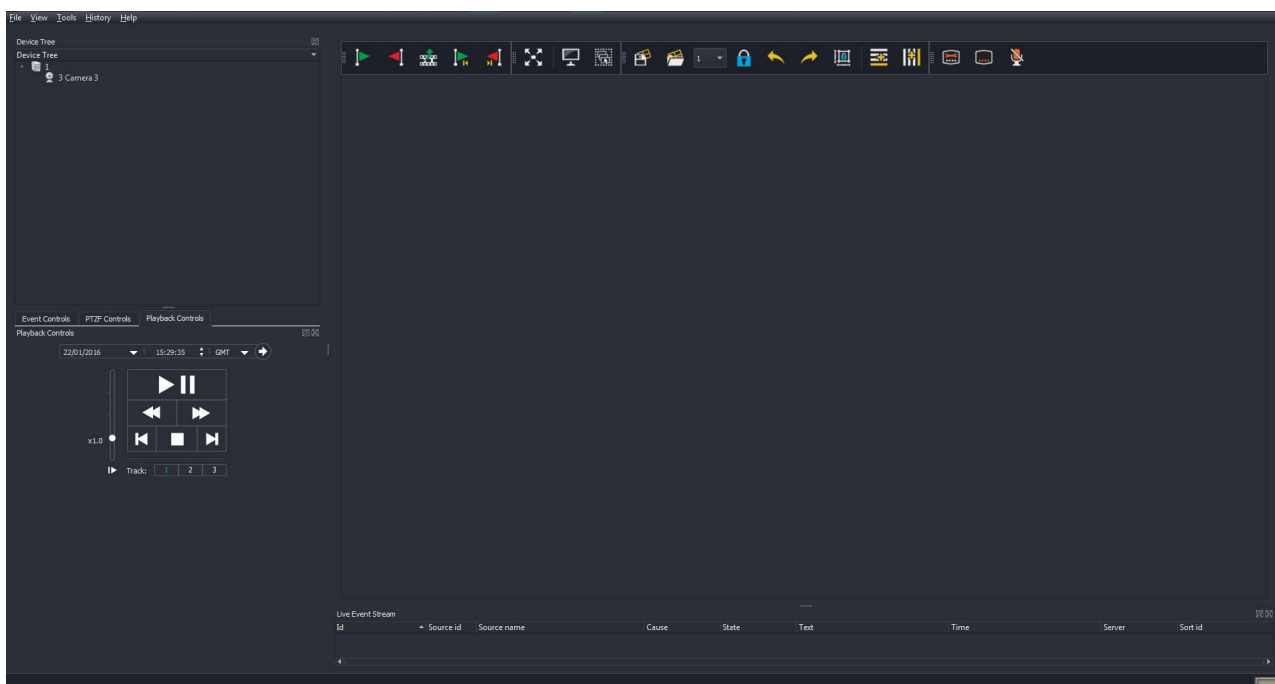 File View Tools History Help
Device Tree
Device Tree
1
3 Camera 3
1
Event Controls PTZF Controls Playback Controls
Playback Controls
22/01/2016 15:29:35 GMT
x1.0
Track: 1 2 3
Live Event Stream
Id Source id Source name Cause State Text Time Server Sort id